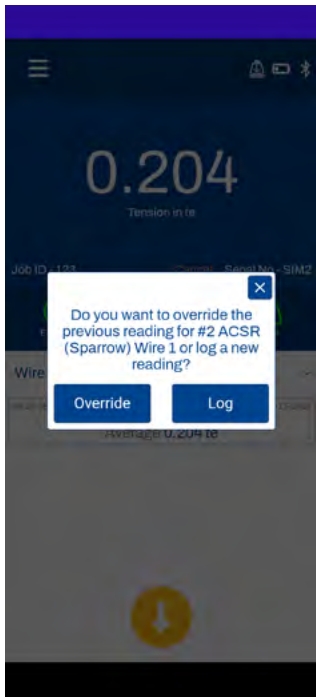 0.204
Tension in te
Job ID - 123
Serial No - SIM2
Do you want to override the
previous reading for #2 ACSR
(Sparrow) Wire 1 or log a new
reading?
Wire
Override
Log
Average 0.204 te